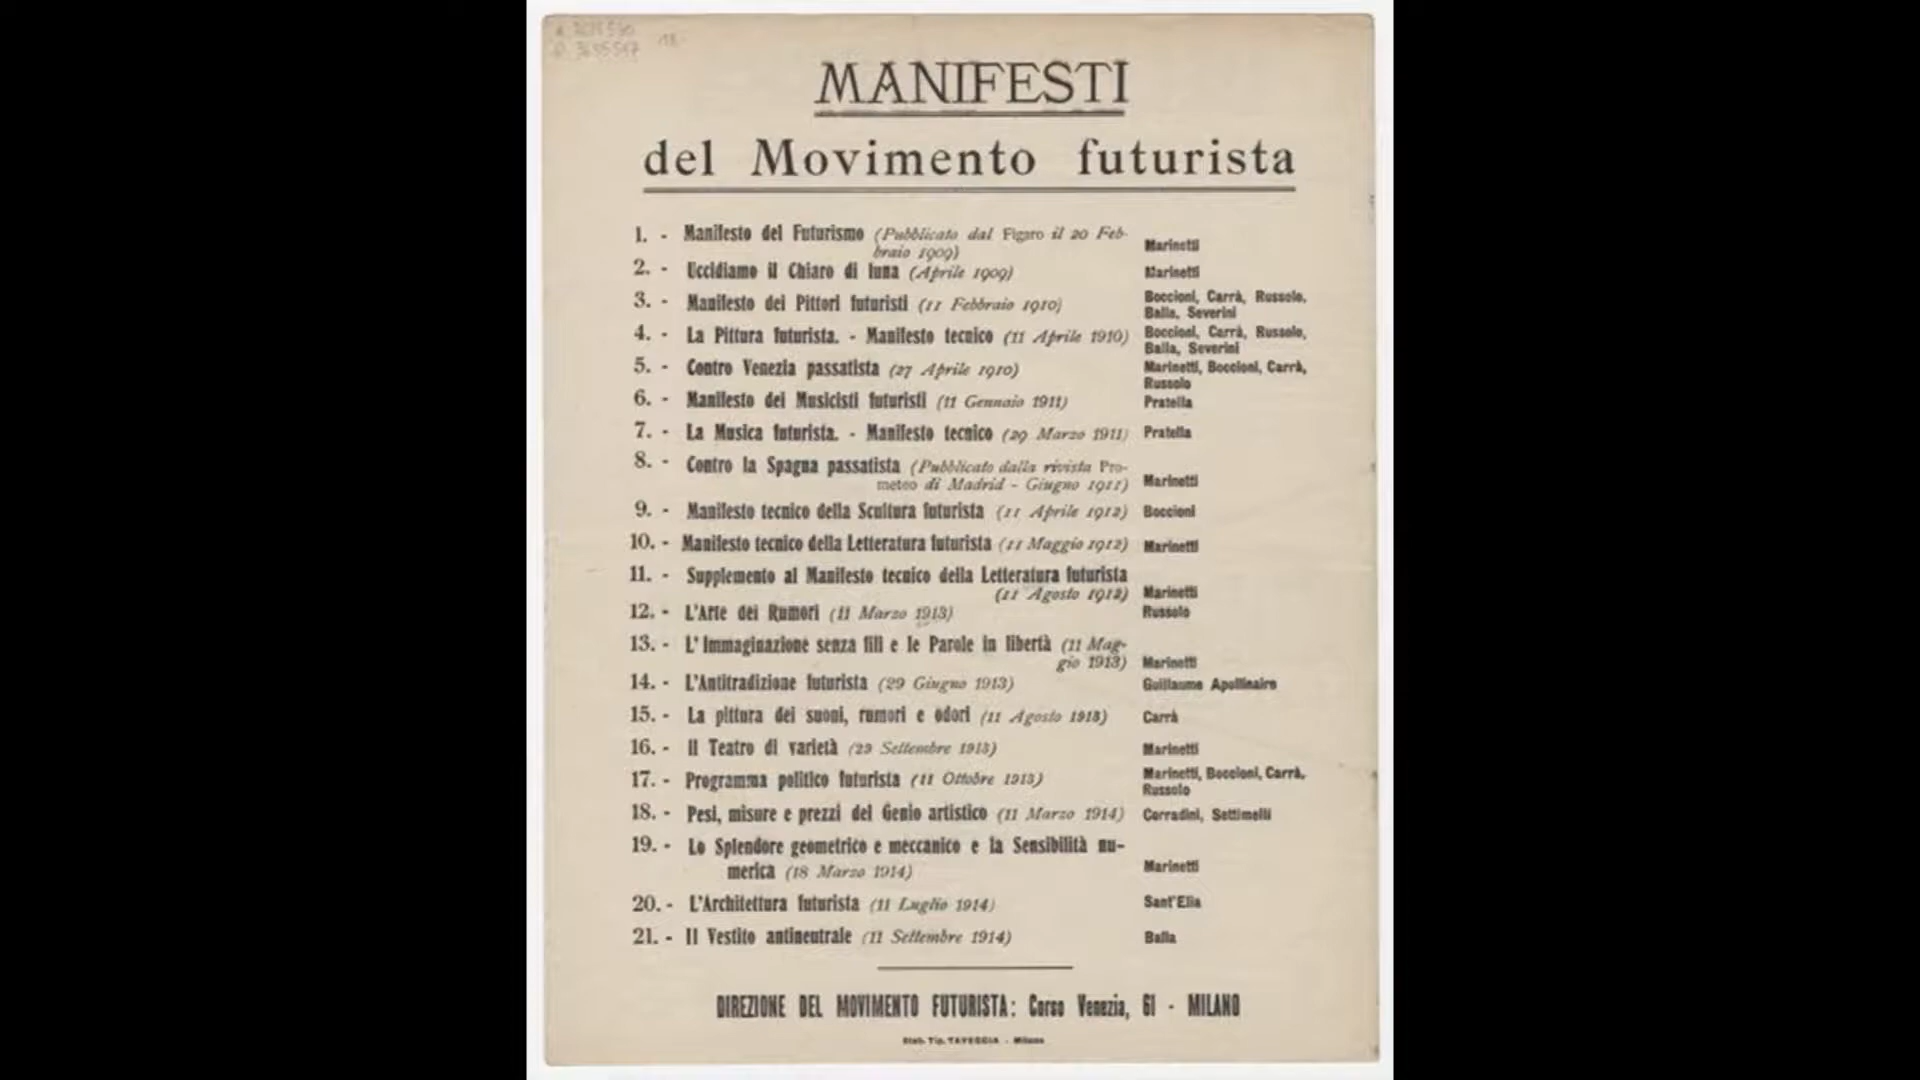 MANIFESTI
del Movimento futurista
1. - Manifesto del Futurismo (Pubblicato dal Figaro il 20 Feb-
braio 1909) Marinetti
2. - Uccidiamo il Chiaro di luna (Aprile 1909) Marinetti
3. - Manifesto dei Pittori futuristi (11 Febbraio 1910) Boccioni, Carrà, Russolo,
Balla, Severini
4. - La Pittura futurista. - Manifesto tecnico (11 Aprile 1910) Boccioni, Carrà, Russolo,
Balla, Severini
5. - Contro Venezia passatista (27 Aprile 1910) Marinetti, Boccioni, Carrà,
Russolo
6. - Manifesto dei Musicisti futuristi (11 Gennaio 1911) Pratella
7. - La Musica futurista. - Manifesto tecnico (29 Marzo 1911) Pratella
8. - Contro la Spagna passatista (Pubblicato dalla rivista Pro-
meteo di Madrid - Giugno 1911) Marinetti
9. - Manifesto tecnico della Scultura futurista (11 Aprile 1912) Boccioni
10. - Manifesto tecnico della Letteratura futurista (11 Maggio 1912) Marinetti
11. - Supplemento al Manifesto tecnico della Letteratura futurista
(11 Agosto 1912) Marinetti
12. - L'Arte dei Rumori (11 Marzo 1913) Russolo
13. - L'Immaginazione senza fili e le Parole in libertà (11 Mag-
gio 1913) Marinetti
14. - L'Antitradizione futurista (29 Giugno 1913) Guillaume Apollinaire
15. - La pittura dei suoni, rumori e odori (11 Agosto 1913) Carrà
16. - Il Teatro di varietà (29 Settembre 1913) Marinetti
17. - Programma politico futurista (11 Ottobre 1913) Marinetti, Boccioni, Carrà,
Russolo
18. - Pesi, misure e prezzi del Genio artistico (11 Marzo 1914) Corradini, Settimelli
19. - Lo Splendore geometrico e meccanico e la Sensibilità nu-
merica (18 Marzo 1914) Marinetti
20. - L'Architettura futurista (11 Luglio 1914) Sant'Elia
21. - Il Vestito antineutrale (11 Settembre 1914) Balla
DIREZIONE DEL MOVIMENTO FUTURISTA: Corso Venezia, 61 - MILANO
Stab. Tip. TAVEGGIA - Milano